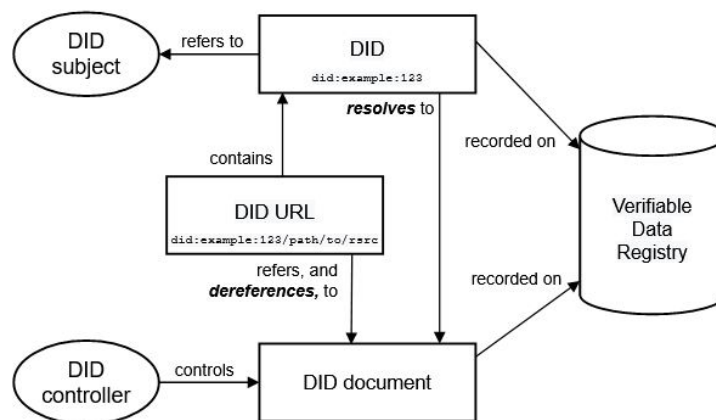 DID
subject
refers to
DID
did:example:123
resolves to
recorded on
contains
DID URL
did:example:123/path/to/rsrc
Verifiable
Data
Registry
refers, and
dereferences, to
recorded on
DID
controller
controls
DID document